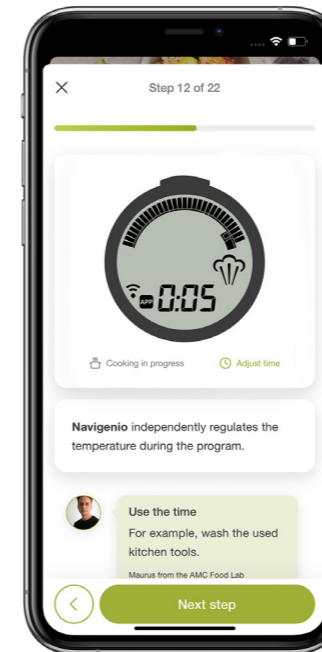 Step 12 of 22
APP 0:05
Cooking in progress
Adjust time
Navigenio independently regulates the
temperature during the program.
Use the time
For example, wash the used
kitchen tools.
Maurus from the AMC Food Lab
Next step